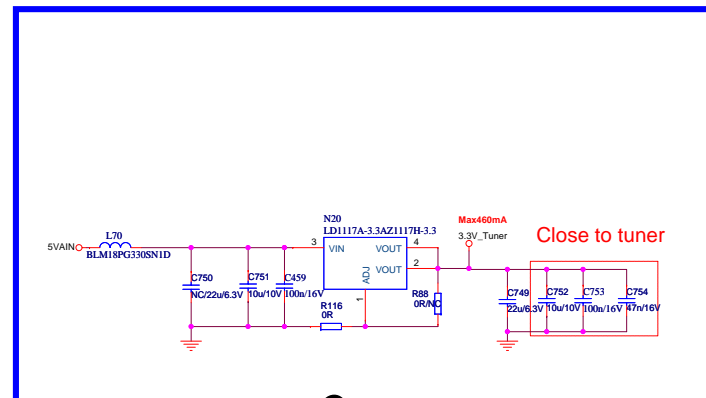 N20
LD1117A-3.3AZ1117H-3.3
Max460mA
3.3V_Tuner
Close to tuner
L70
5VAIN
BLM18PG330SN1D
3
VIN
VOUT
4
VOUT
2
ADJ
1
C750
NC/22u/6.3V
C751
10u/10V
C459
100n/16V
R116
0R
R88
0R/NC
C749
22u/6.3V
C752
10u/10V
C753
100n/16V
C754
47n/16V